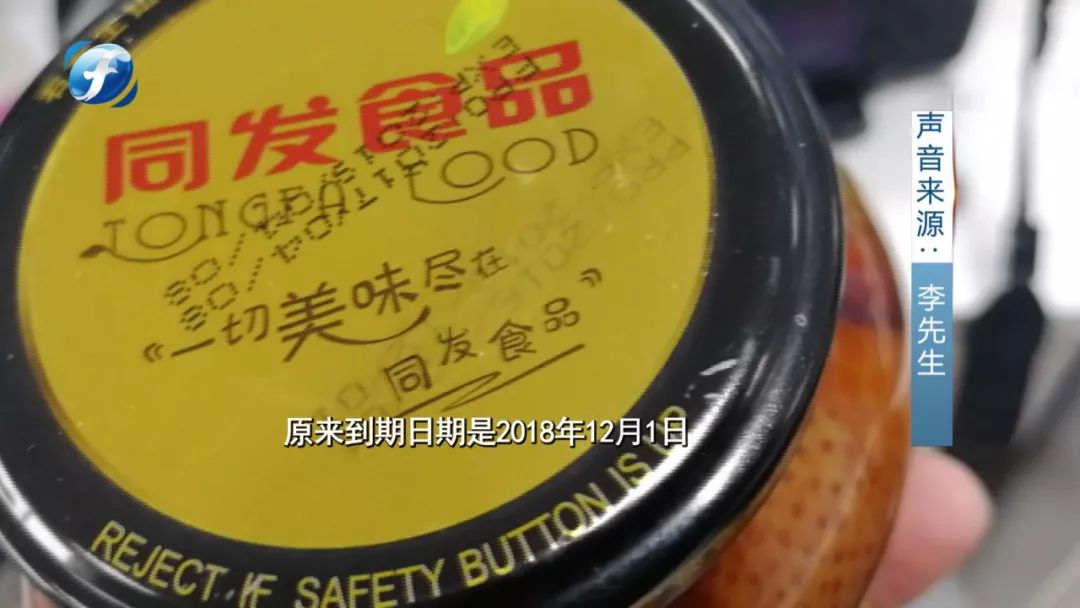 同发食品
TONGFA FOOD
“一切美味尽在
同发食品”
REJECT IF SAFETY BUTTON IS UP
声音来源：
李先生
原来到期日期是2018年12月1日